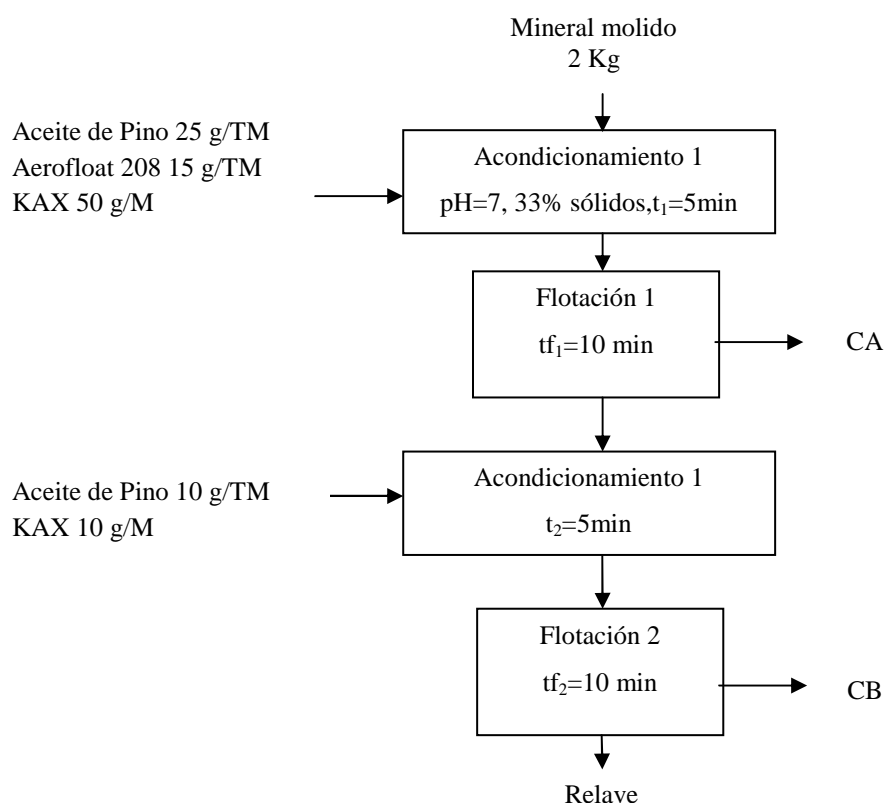 Mineral molido
2 Kg
Aceite de Pino 25 g/TM
Aerofloat 208 15 g/TM
KAX 50 g/M
Acondicionamiento 1
pH=7, 33% sólidos,t₁=5min
Flotación 1
tf₁=10 min
CA
Aceite de Pino 10 g/TM
KAX 10 g/M
Acondicionamiento 1
t₂=5min
Flotación 2
tf₂=10 min
CB
Relave